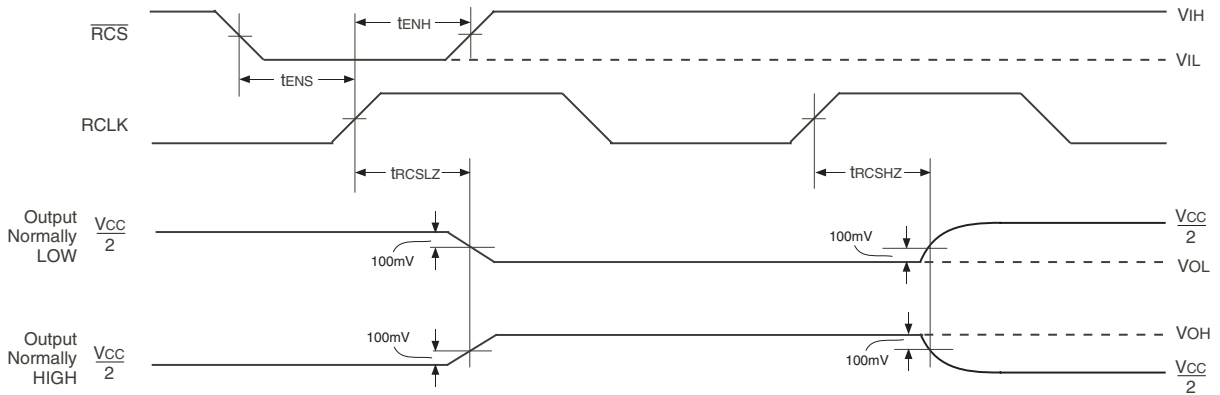 RCS
tENH
VIH
tENS
VIL
RCLK
tRCSLZ
tRCSHZ
Output
Normally
LOW
VCC
2
100mV
100mV
VCC
2
VOL
Output
Normally
HIGH
VCC
2
100mV
100mV
VOH
VCC
2